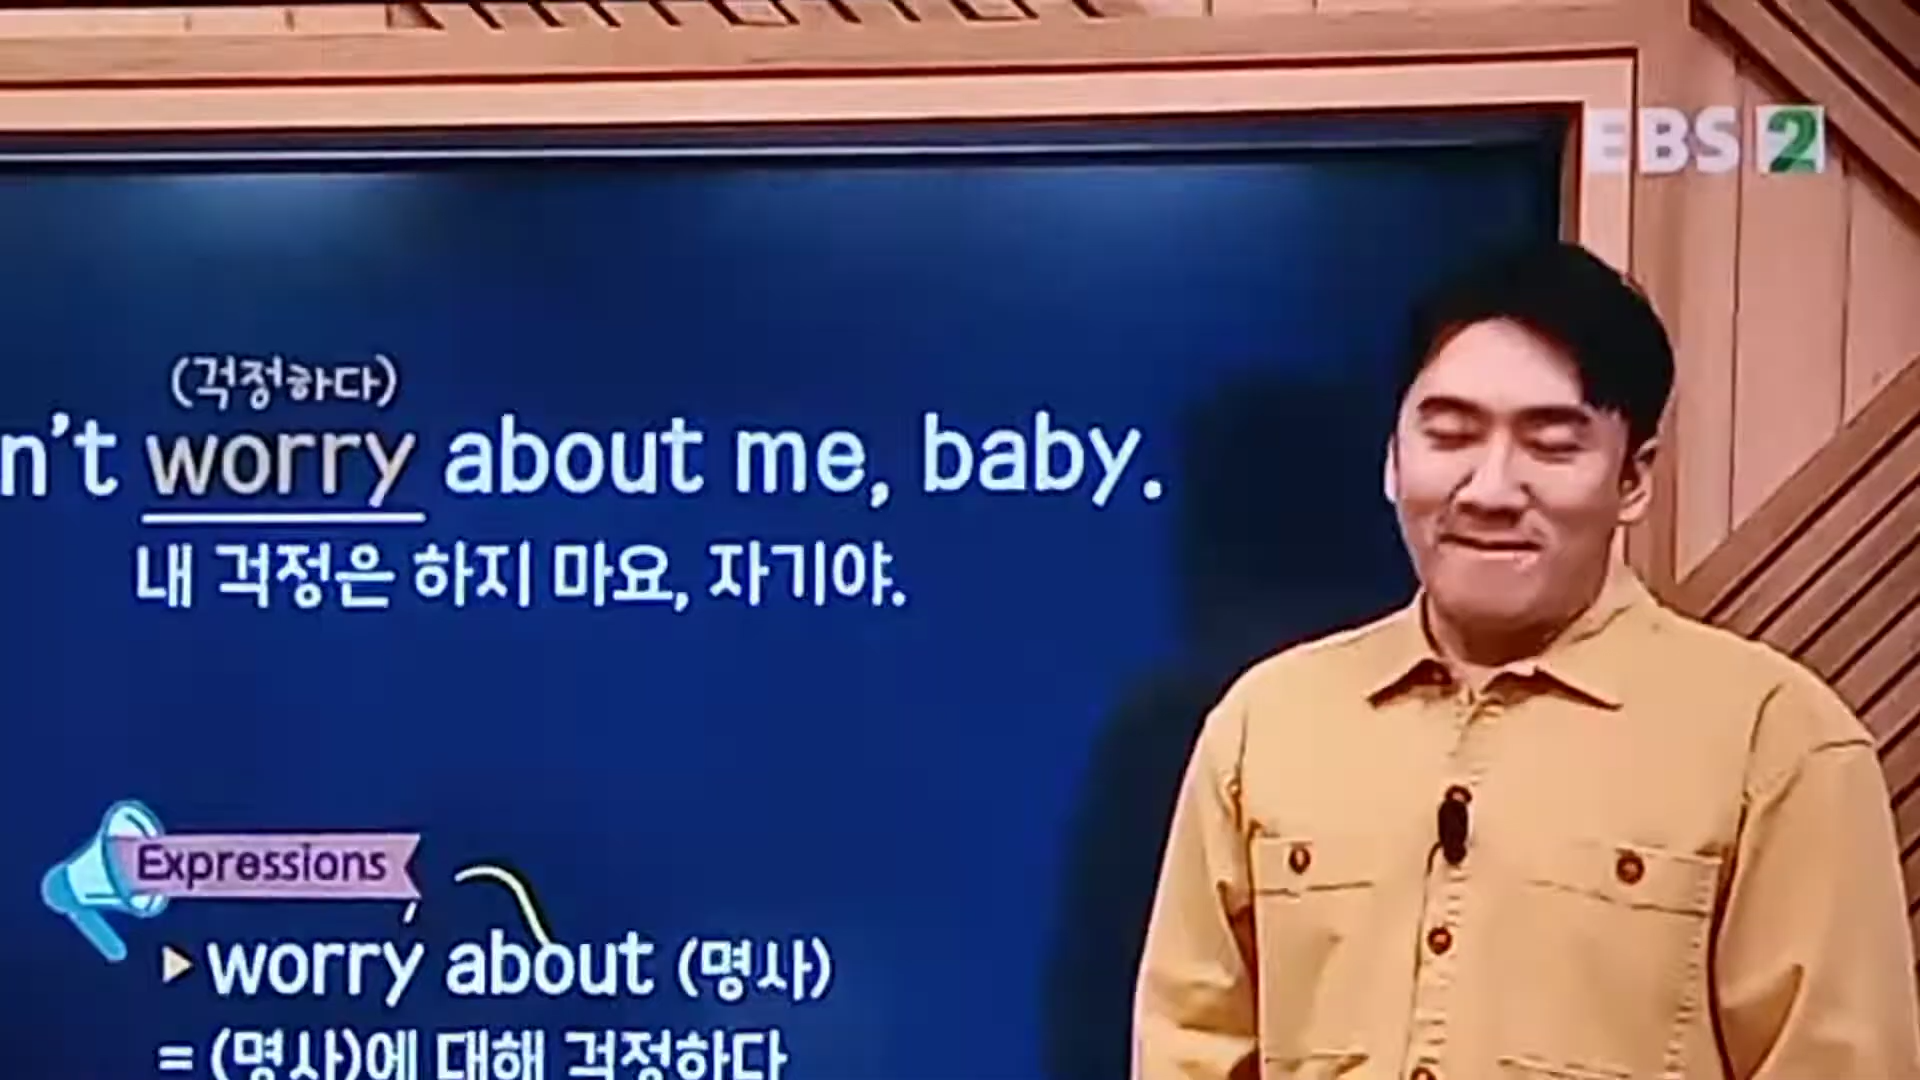 EBS 2
(걱정하다)
n't worry about me, baby.
내 걱정은 하지 마요, 자기야.
Expressions
▶ worry about (명사)
= (명사)에 대해 걱정하다